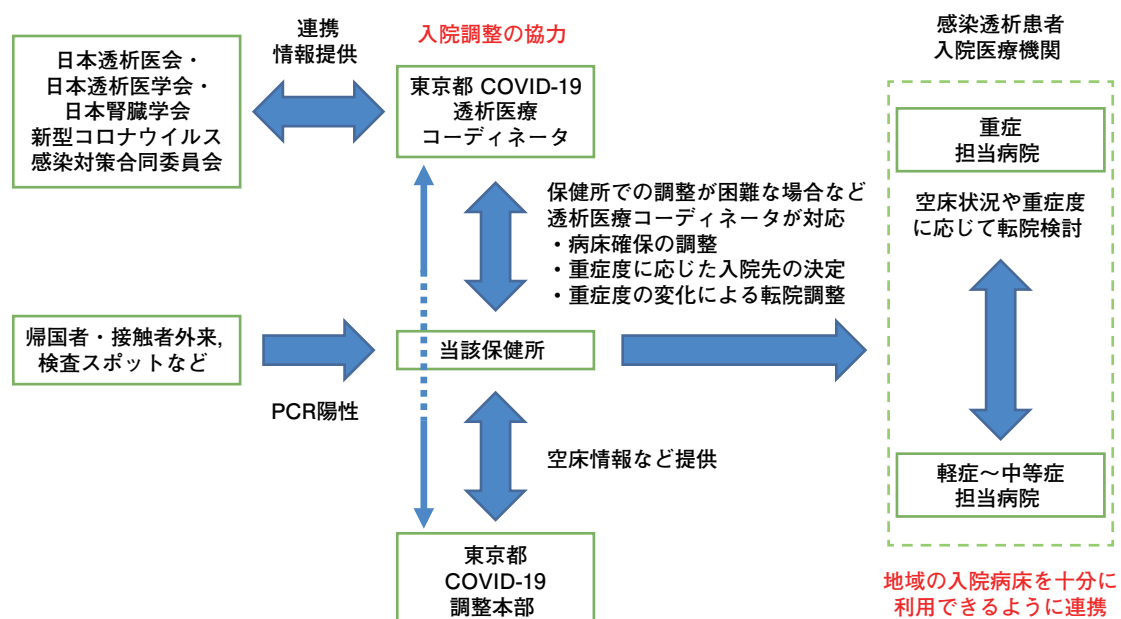 連携
情報提供
入院調整の協力
感染透析患者
入院医療機関
日本透析医会・
日本透析医学会・
日本腎臓学会
新型コロナウイルス
感染対策合同委員会
東京都 COVID-19
透析医療
コーディネータ
重症
担当病院
保健所での調整が困難な場合など
透析医療コーディネータが対応
・病床確保の調整
・重症度に応じた入院先の決定
・重症度の変化による転院調整
空床状況や重症度
に応じて転院検討
帰国者・接触者外来,
検査スポットなど
PCR陽性
当該保健所
空床情報など提供
軽症～中等症
担当病院
東京都
COVID-19
調整本部
地域の入院病床を十分に
利用できるように連携